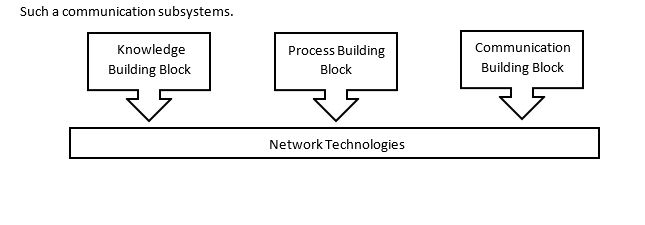 Such a communication subsystems.
Knowledge
Building Block
Process Building
Block
Communication
Building Block
Network Technologies